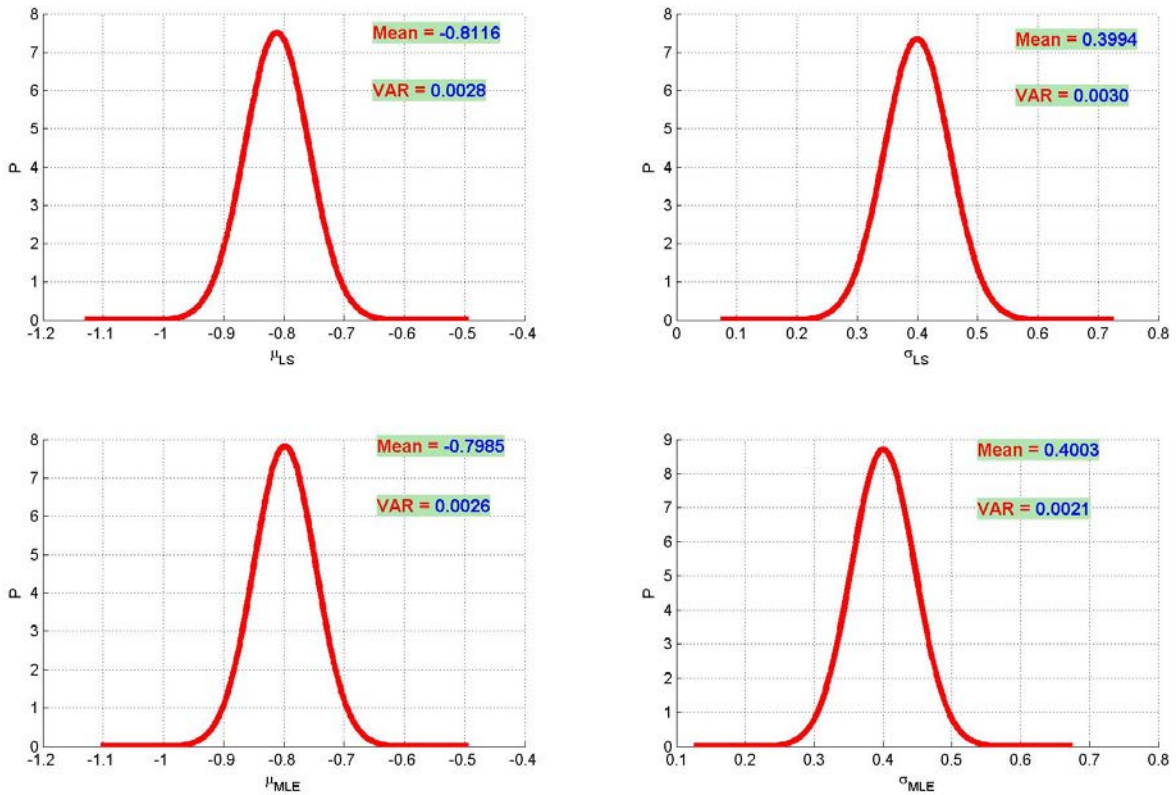 8
7
6
5
4
3
2
1
0
P
Mean = -0.8116
VAR = 0.0028
-1.2 -1.1 -1 -0.9 -0.8 -0.7 -0.6 -0.5 -0.4
μLS
8
7
6
5
4
3
2
1
0
P
Mean = 0.3994
VAR = 0.0030
0 0.1 0.2 0.3 0.4 0.5 0.6 0.7 0.8
σLS
8
7
6
5
4
3
2
1
0
P
Mean = -0.7985
VAR = 0.0026
-1.2 -1.1 -1 -0.9 -0.8 -0.7 -0.6 -0.5 -0.4
μMLE
9
8
7
6
5
4
3
2
1
0
P
Mean = 0.4003
VAR = 0.0021
0.1 0.2 0.3 0.4 0.5 0.6 0.7 0.8
σMLE